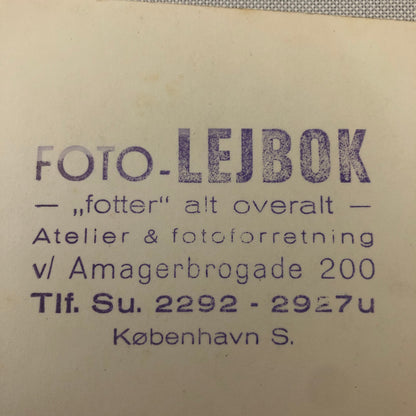 FOTO-LEJBOK
— „fotter“ alt overalt —
Atelier & fotoforretning
v/ Amagerbrogade 200
Tlf. Su. 2292 - 2927u
København S.